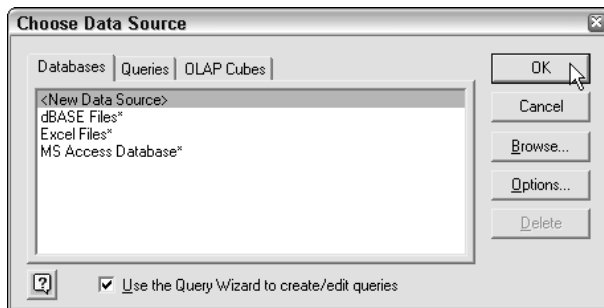 Choose Data Source
Databases Queries OLAP Cubes
<New Data Source>
dBASE Files*
Excel Files*
MS Access Database*
OK
Cancel
Browse...
Options...
Delete
? Use the Query Wizard to create/edit queries